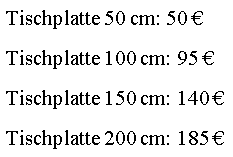 Tischplatte 50 cm: 50 €
Tischplatte 100 cm: 95 €
Tischplatte 150 cm: 140 €
Tischplatte 200 cm: 185 €